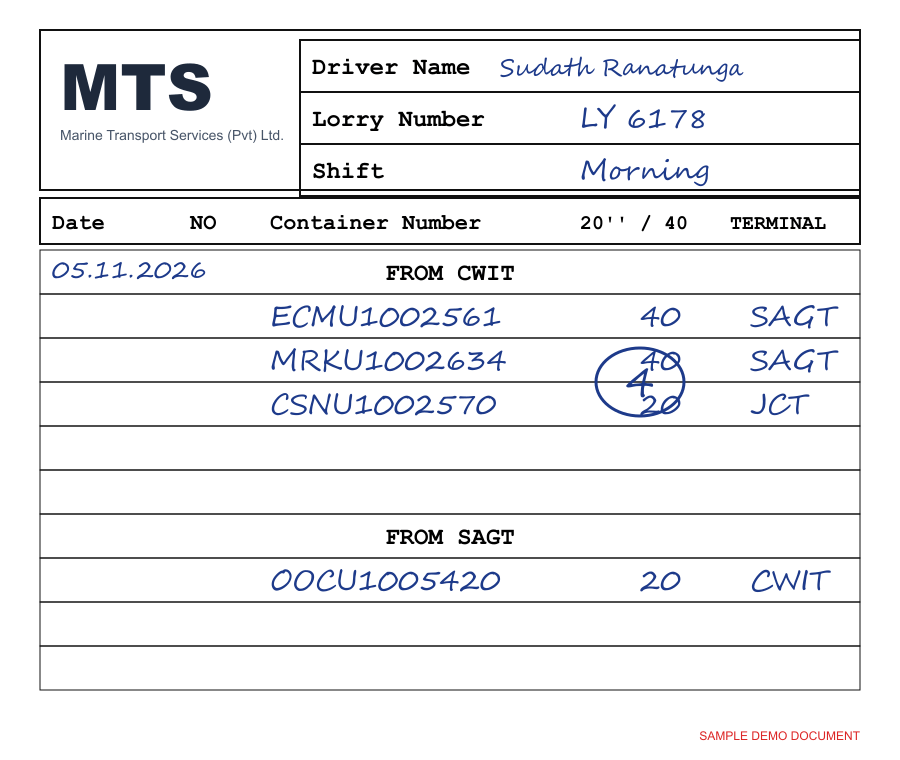 MTS
Marine Transport Services (Pvt) Ltd.
Driver Name Sudath Ranatunga
Lorry Number LY 6178
Shift Morning
Date NO Container Number 20'' / 40 TERMINAL
05.11.2026 FROM CWIT
ECMU1002561 40 SAGT
MRKU1002634 40 SAGT
4
CSNU1002570 20 JCT
FROM SAGT
OOCU1005420 20 CWIT
SAMPLE DEMO DOCUMENT